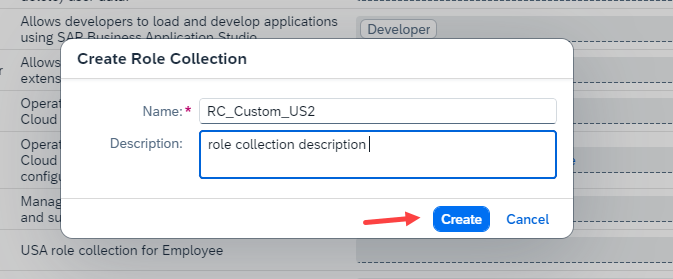 Allows developers to load and develop applications
using SAP Business Application Studio
Developer
Create Role Collection
Allows
extens
Name:* RC_Custom_US2
Operat
Cloud
Description: role collection description
Operat
Cloud
configu
Manag
and su
Create Cancel
USA role collection for Employee